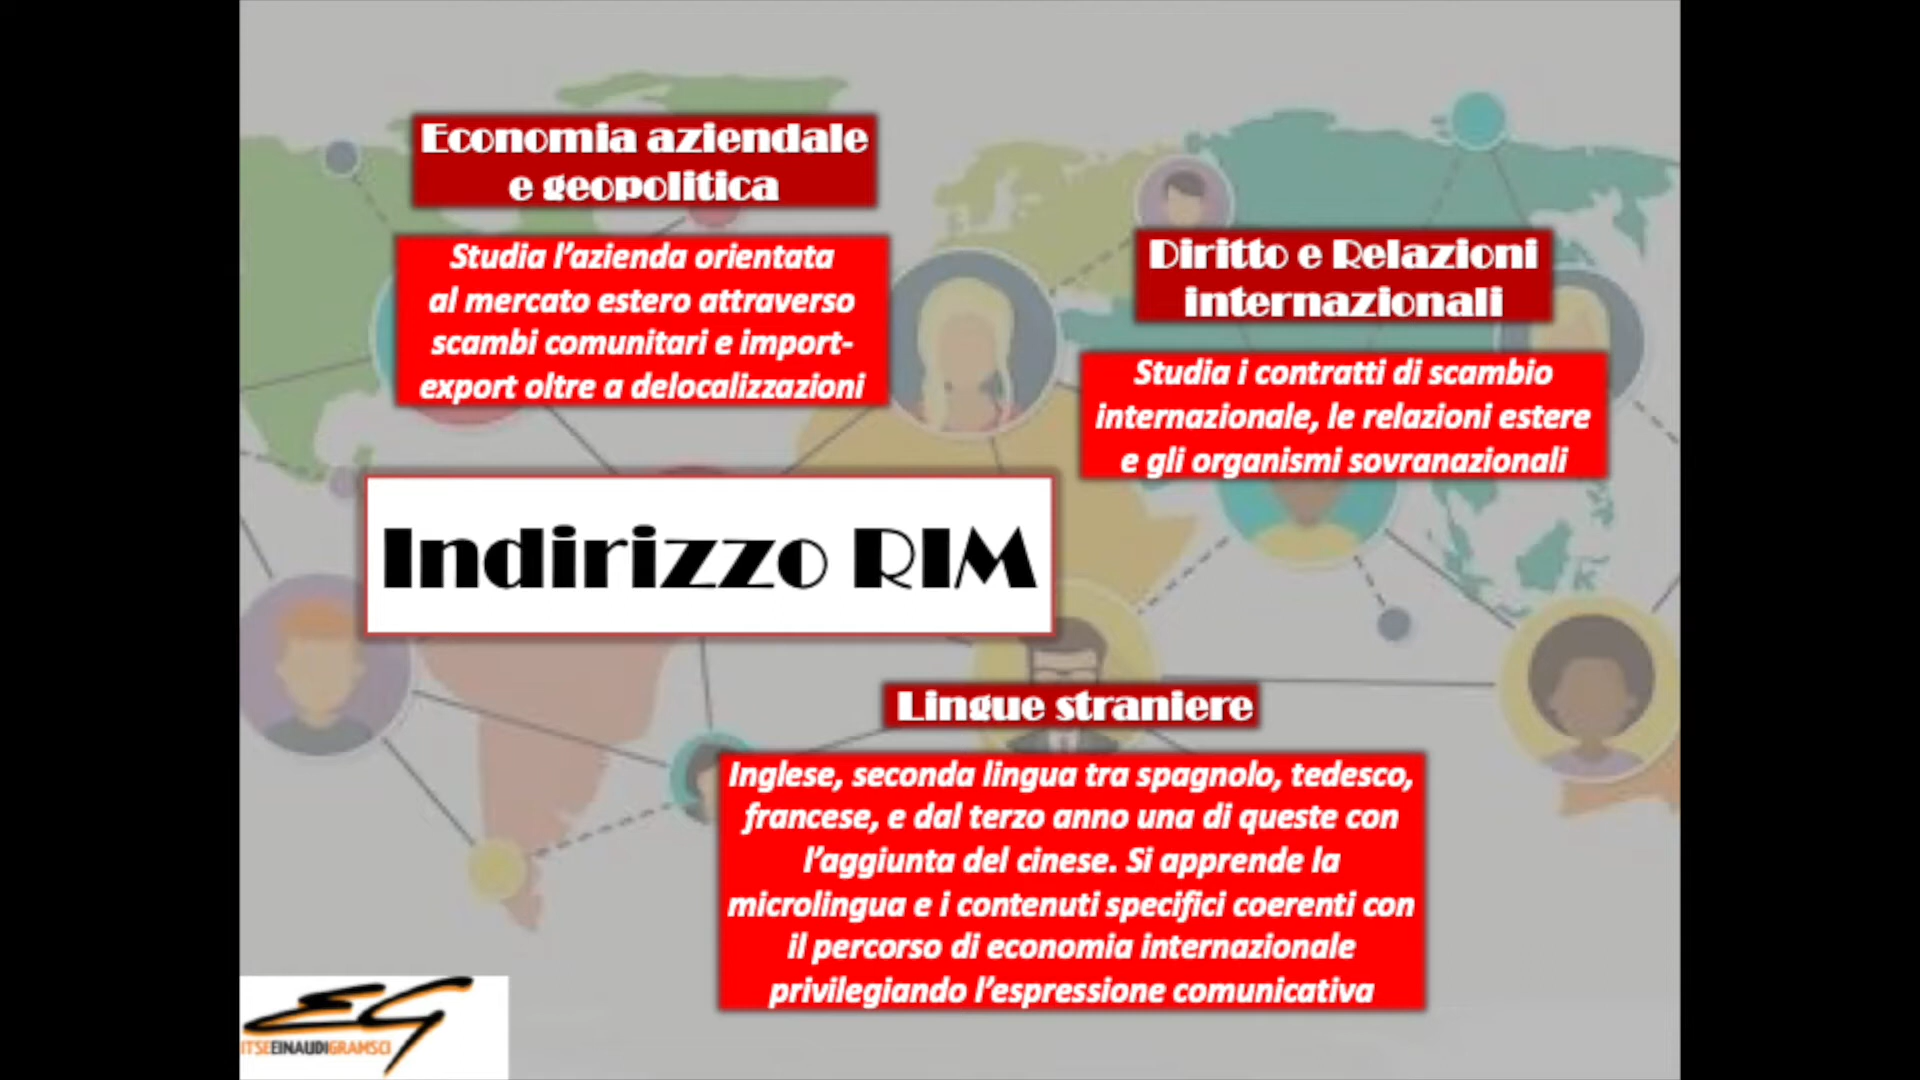 Economia aziendale
e geopolitica
Studia l'azienda orientata
al mercato estero attraverso
scambi comunitari e import-
export oltre a delocalizzazioni
Diritto e Relazioni
internazionali
Studia i contratti di scambio
internazionale, le relazioni estere
e gli organismi sovranazionali
Indirizzo RIM
Lingue straniere
Inglese, seconda lingua tra spagnolo, tedesco,
francese, e dal terzo anno una di queste con
l'aggiunta del cinese. Si apprende la
microlingua e i contenuti specifici coerenti con
il percorso di economia internazionale
privilegiando l'espressione comunicativa
EG
ITSEEINAUDIGRAMSCI